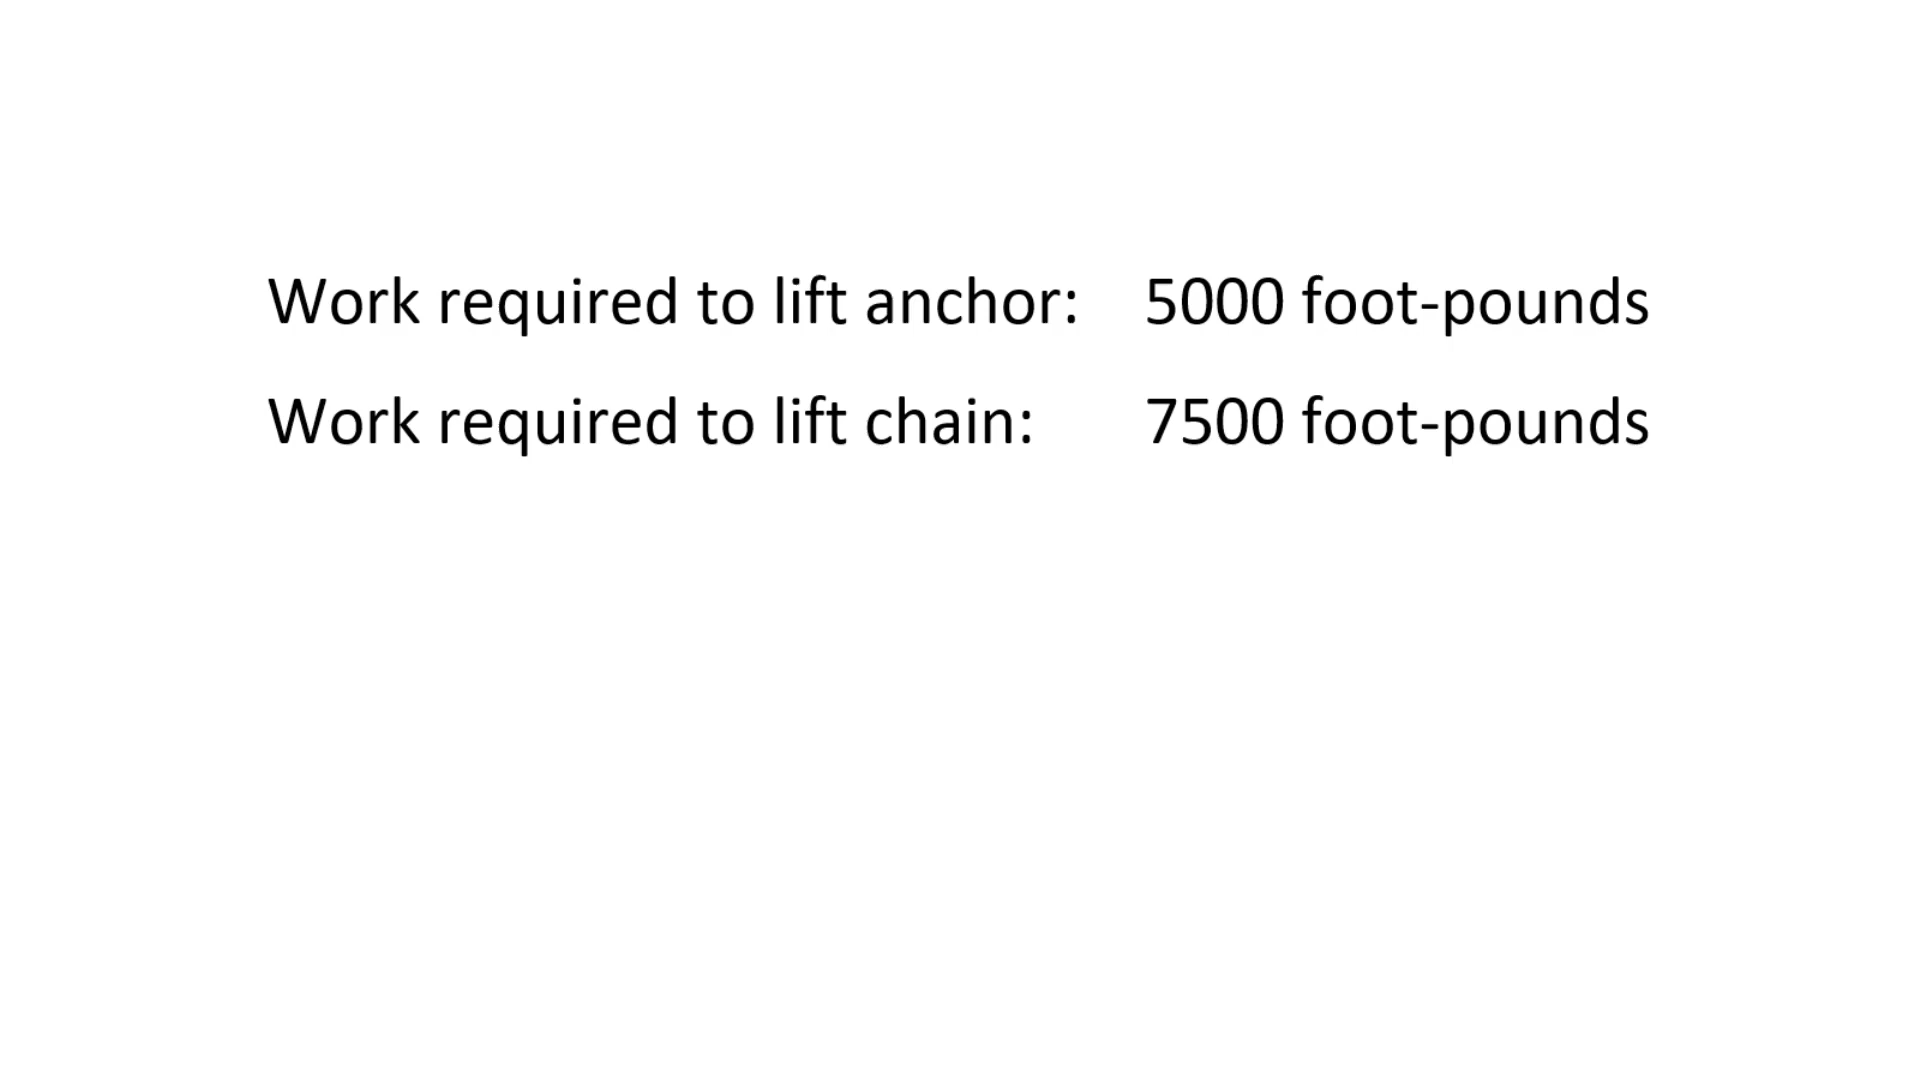 Work required to lift anchor: 5000 foot-pounds
Work required to lift chain: 7500 foot-pounds